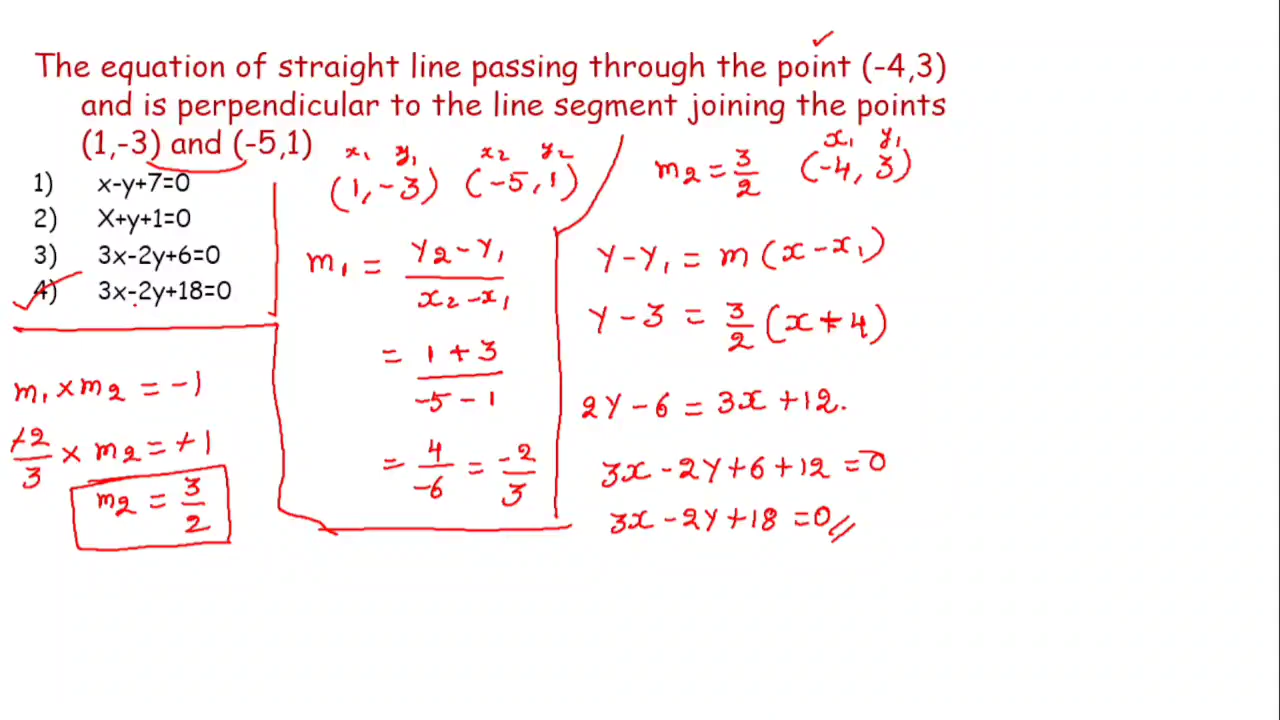 The equation of straight line passing through the point (-4,3)
and is perpendicular to the line segment joining the points
(1,-3) and (-5,1)
1) x-y+7=0
2) X+y+1=0
3) 3x-2y+6=0
4) 3x-2y+18=0
m₁ × m₂ = -1
-2/3 × m₂ = -1
m₂ = 3/2
x₁ y₁ x₂ y₂
(1,-3) (-5,1)
m₁ = y₂-y₁ / x₂-x₁
= 1+3 / -5-1
= 4/-6 = -2/3
x₁ y₁
m₂ = 3/2 (-4, 3)
y-y₁ = m(x-x₁)
y-3 = 3/2 (x+4)
2y-6 = 3x+12.
3x-2y+6+12=0
3x-2y+18=0//